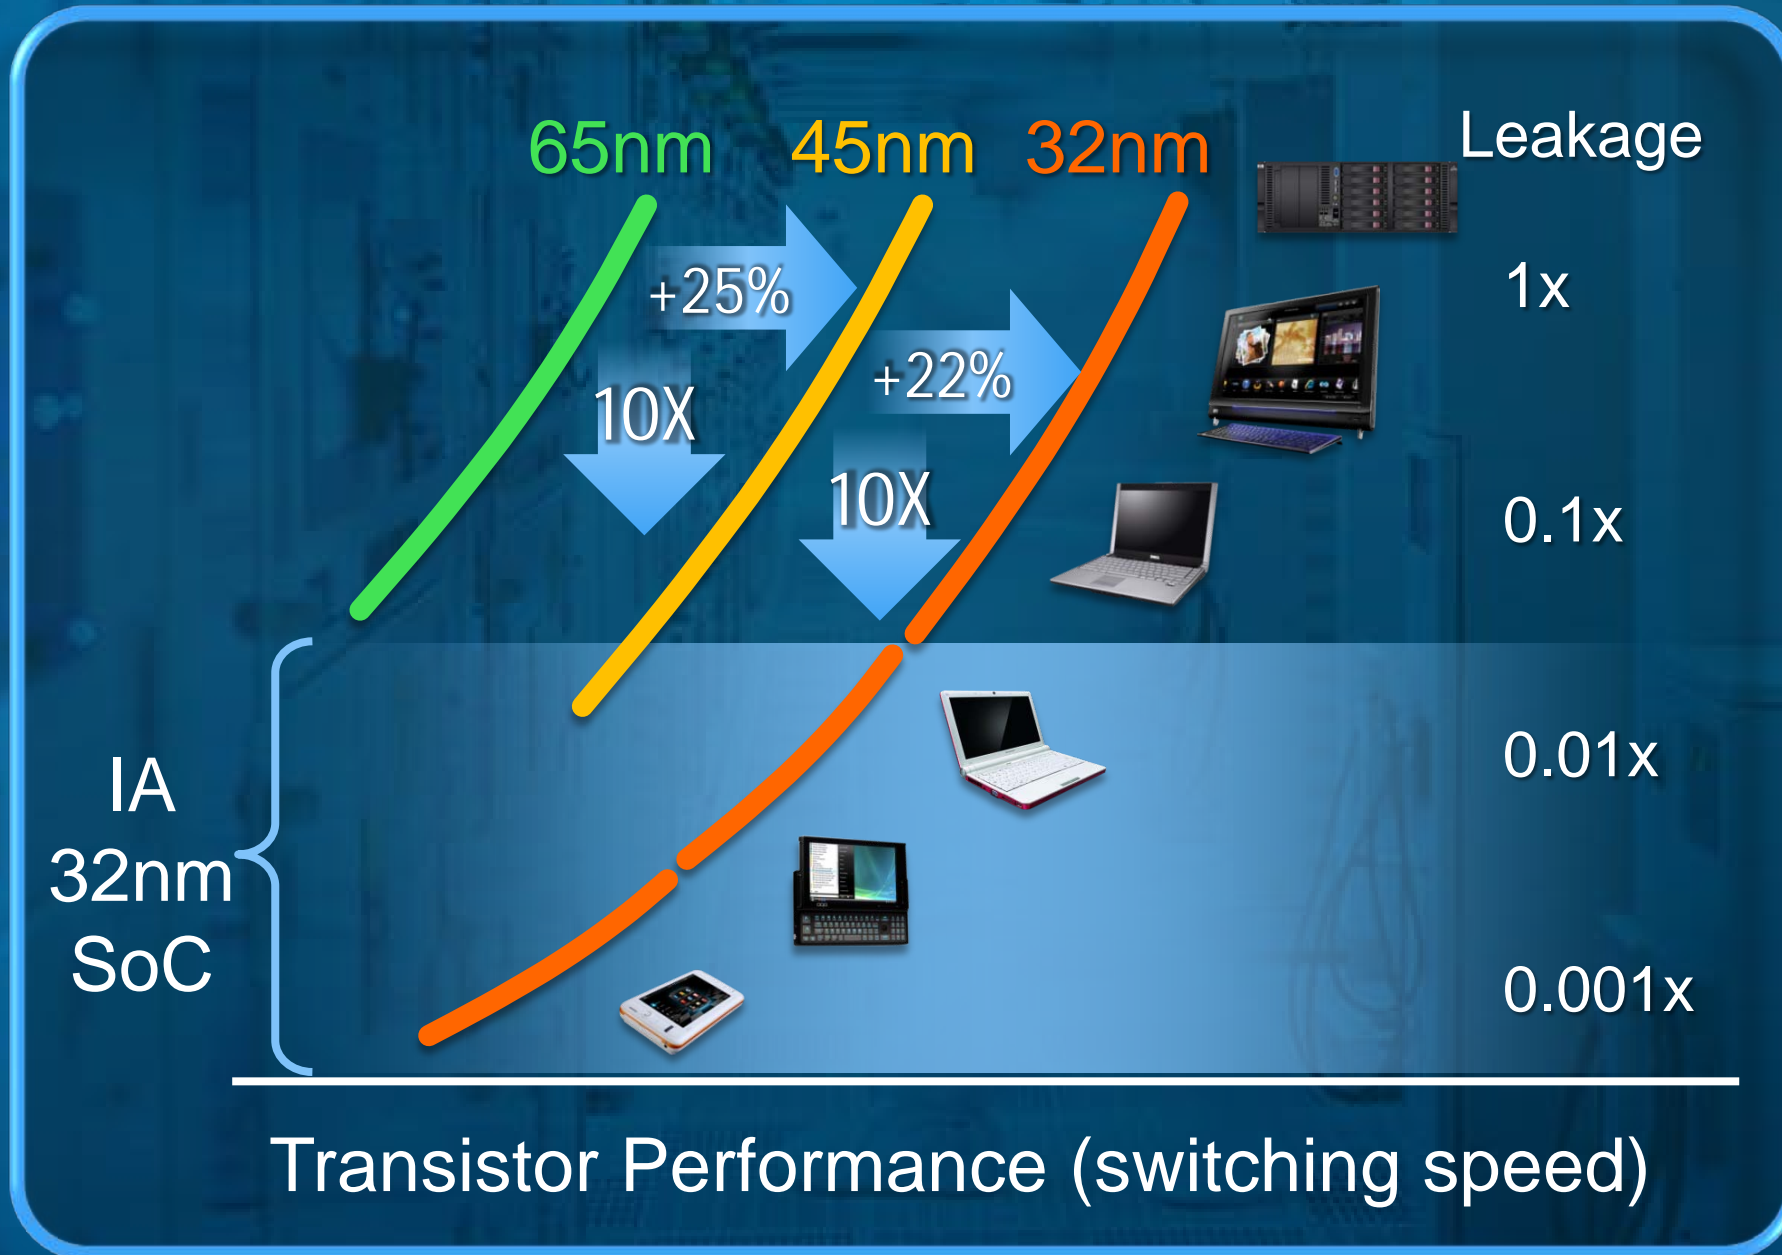 65nm
45nm
32nm
Leakage
+25%
1x
+22%
10X
10X
0.1x
0.01x
IA
32nm
SoC
0.001x
Transistor Performance (switching speed)